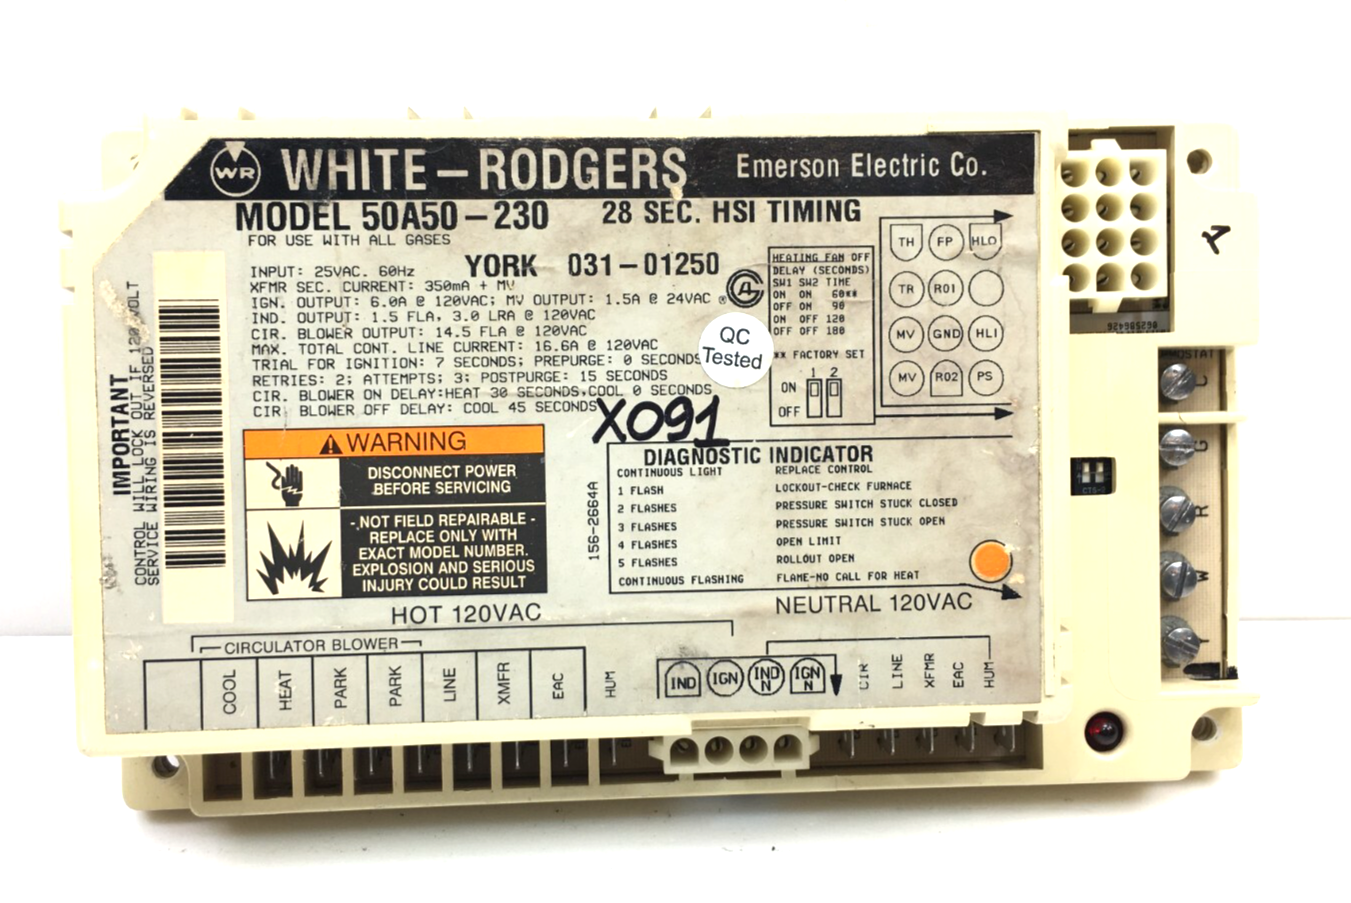 WR WHITE-RODGERS Emerson Electric Co.
MODEL 50A50-230 28 SEC. HSI TIMING
FOR USE WITH ALL GASES
YORK 031-01250
INPUT: 25VAC. 60Hz
XFMR SEC. CURRENT: 350mA + MV
IGN. OUTPUT: 6.0A @ 120VAC; MV OUTPUT: 1.5A @ 24VAC
IND. OUTPUT: 1.5 FLA, 3.0 LRA @ 120VAC
CIR. BLOWER OUTPUT: 14.5 FLA @ 120VAC
MAX. TOTAL CONT. LINE CURRENT: 16.6A @ 120VAC
TRIAL FOR IGNITION: 7 SECONDS; PREPURGE: 0 SECONDS
RETRIES: 2; ATTEMPTS; 3; POSTPURGE: 15 SECONDS
CIR. BLOWER ON DELAY:HEAT 30 SECONDS,COOL 0 SECONDS
CIR. BLOWER OFF DELAY: COOL 45 SECONDS
QC
Tested
X091
HEATING FAN OFF
DELAY (SECONDS)
SW1 SW2 TIME
ON ON 60**
OFF ON 90
ON OFF 120
OFF OFF 180
** FACTORY SET
1 2
ON
OFF
TH FP HLO
TR RO1
MV GND HLI
MV RO2 PS
IMPORTANT
CONTROL WILL LOCK OUT IF 120 VOLT
SERVICE WIRING IS REVERSED
WARNING
DISCONNECT POWER
BEFORE SERVICING
-NOT FIELD REPAIRABLE-
REPLACE ONLY WITH
EXACT MODEL NUMBER.
EXPLOSION AND SERIOUS
INJURY COULD RESULT
156-2664A
DIAGNOSTIC INDICATOR
CONTINUOUS LIGHT REPLACE CONTROL
1 FLASH LOCKOUT-CHECK FURNACE
2 FLASHES PRESSURE SWITCH STUCK CLOSED
3 FLASHES PRESSURE SWITCH STUCK OPEN
4 FLASHES OPEN LIMIT
5 FLASHES ROLLOUT OPEN
CONTINUOUS FLASHING FLAME-NO CALL FOR HEAT
HOT 120VAC
NEUTRAL 120VAC
CIRCULATOR BLOWER
COOL
HEAT
PARK
PARK
LINE
XMFR
EAC
HUM
IND
IGN
IND N
IGN N
CIR
LINE
XFMR
EAC
HUM
C
G
R
W
Y